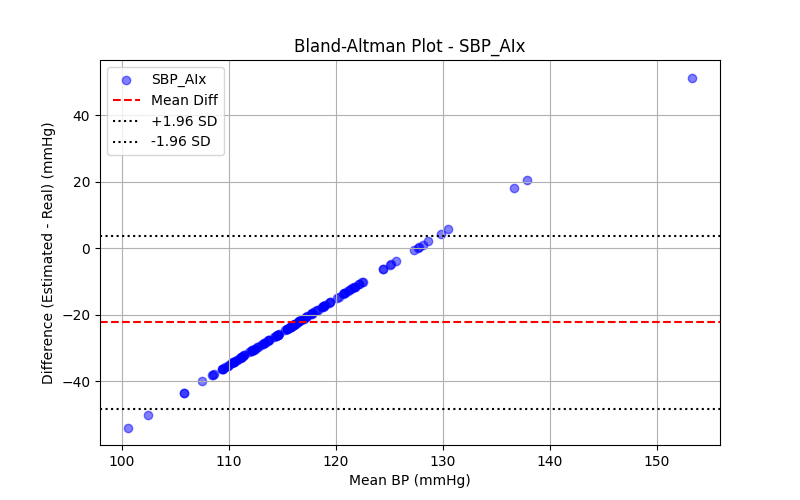 Bland-Altman Plot - SBP_AIx
SBP_AIx
Mean Diff
+1.96 SD
-1.96 SD
Difference (Estimated - Real) (mmHg)
40
20
0
−20
−40
100 110 120 130 140 150
Mean BP (mmHg)